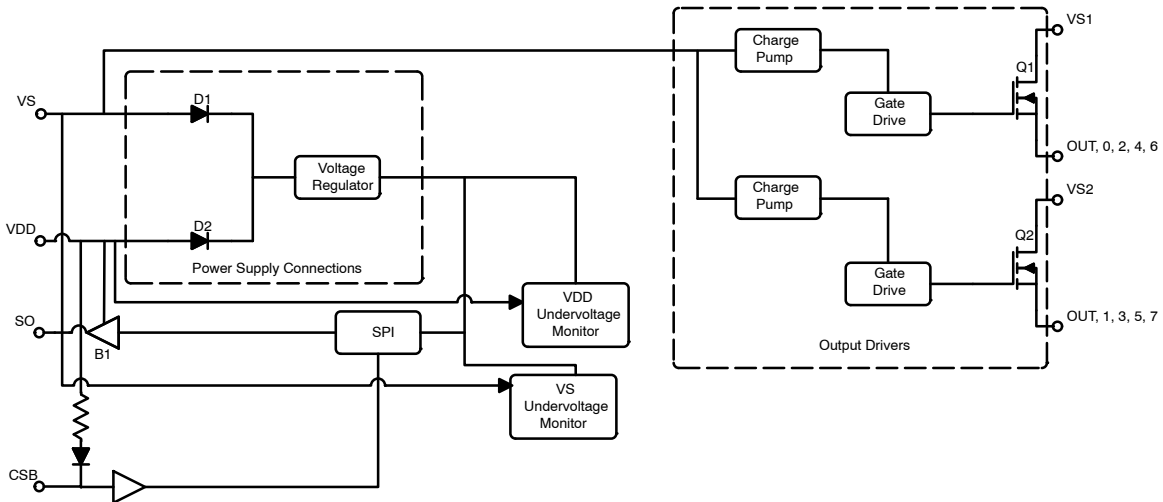 VS1
Charge
Pump
Q1
Gate
Drive
VS
D1
Voltage
Regulator
OUT, 0, 2, 4, 6
Charge
Pump
VS2
VDD
D2
Power Supply Connections
Q2
Gate
Drive
VDD
Undervoltage
Monitor
SO
B1
SPI
OUT, 1, 3, 5, 7
Output Drivers
VS
Undervoltage
Monitor
CSB